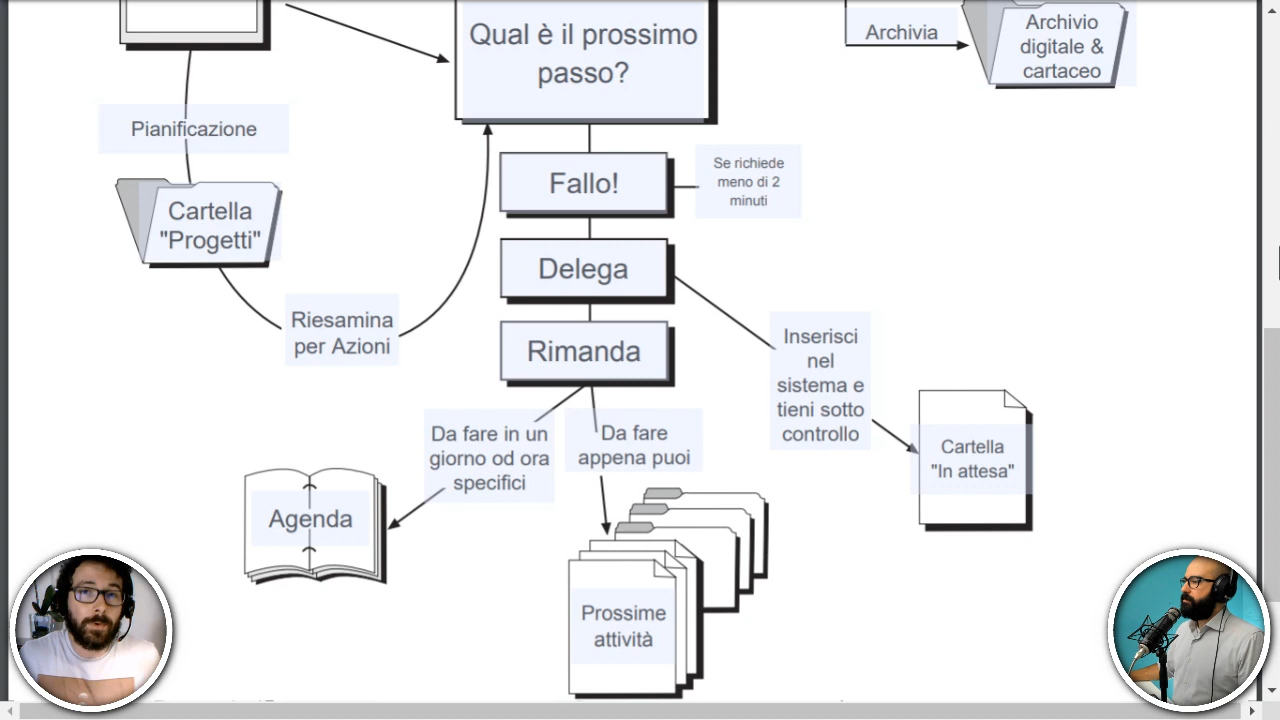 Qual è il prossimo
passo?
Archivia
Archivio
digitale &
cartaceo
Pianificazione
Fallo!
Se richiede
meno di 2
minuti
Cartella
"Progetti"
Delega
Riesamina
per Azioni
Rimanda
Inserisci
nel
sistema e
tieni sotto
controllo
Da fare in un
giorno od ora
specifici
Da fare
appena puoi
Cartella
"In attesa"
Agenda
Prossime
attività